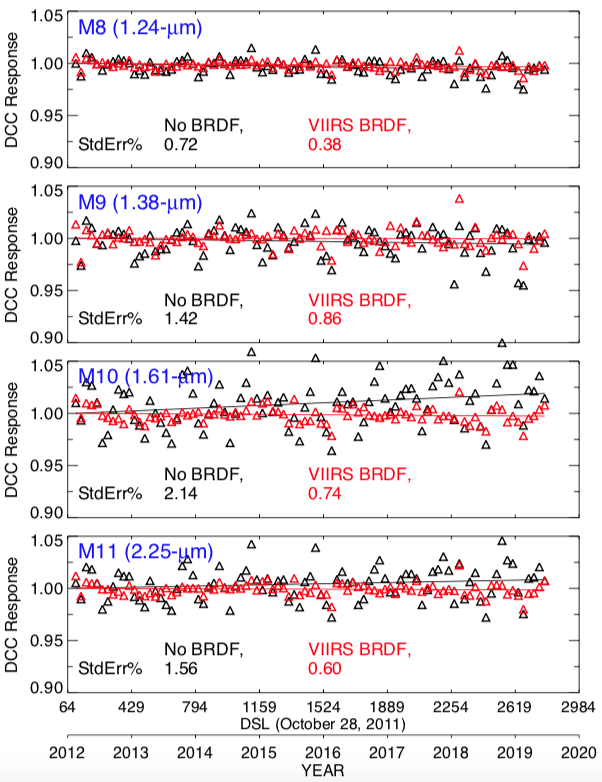 M8 (1.24-μm)
1.05
1.00
0.95
0.90
DCC Response
No BRDF, VIIRS BRDF,
StdErr% 0.72 0.38
M9 (1.38-μm)
1.05
1.00
0.95
0.90
DCC Response
No BRDF, VIIRS BRDF,
StdErr% 1.42 0.86
M10 (1.61-μm)
1.05
1.00
0.95
0.90
DCC Response
No BRDF, VIIRS BRDF,
StdErr% 2.14 0.74
M11 (2.25-μm)
1.05
1.00
0.95
0.90
DCC Response
No BRDF, VIIRS BRDF,
StdErr% 1.56 0.60
64 429 794 1159 1524 1889 2254 2619 2984
DSL (October 28, 2011)
2012 2013 2014 2015 2016 2017 2018 2019 2020
YEAR